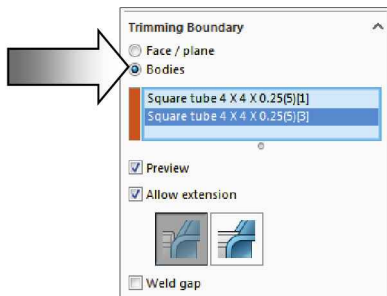 Trimming Boundary
Face / plane
Bodies
Square tube 4 X 4 X 0.25(5)[1]
Square tube 4 X 4 X 0.25(5)[3]
Preview
Allow extension
Weld gap